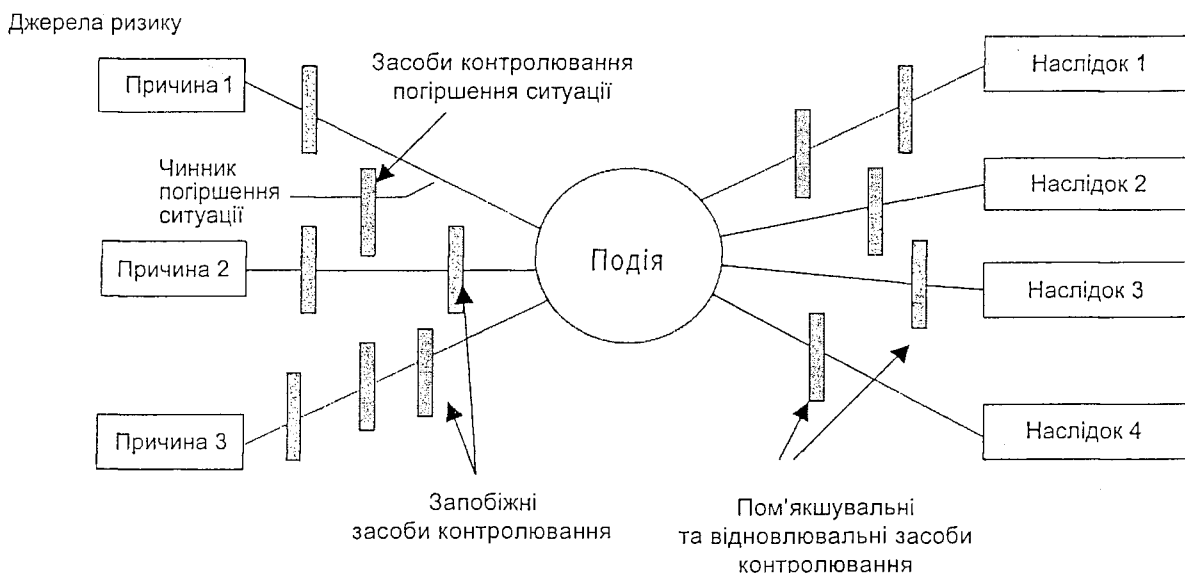 Джерела ризику
Причина 1
Засоби контролювання
погіршення ситуації
Чинник
погіршення
ситуації
Причина 2
Причина 3
Подія
Наслідок 1
Наслідок 2
Наслідок 3
Наслідок 4
Запобіжні
засоби контролювання
Пом'якшувальні
та відновлювальні засоби
контролювання